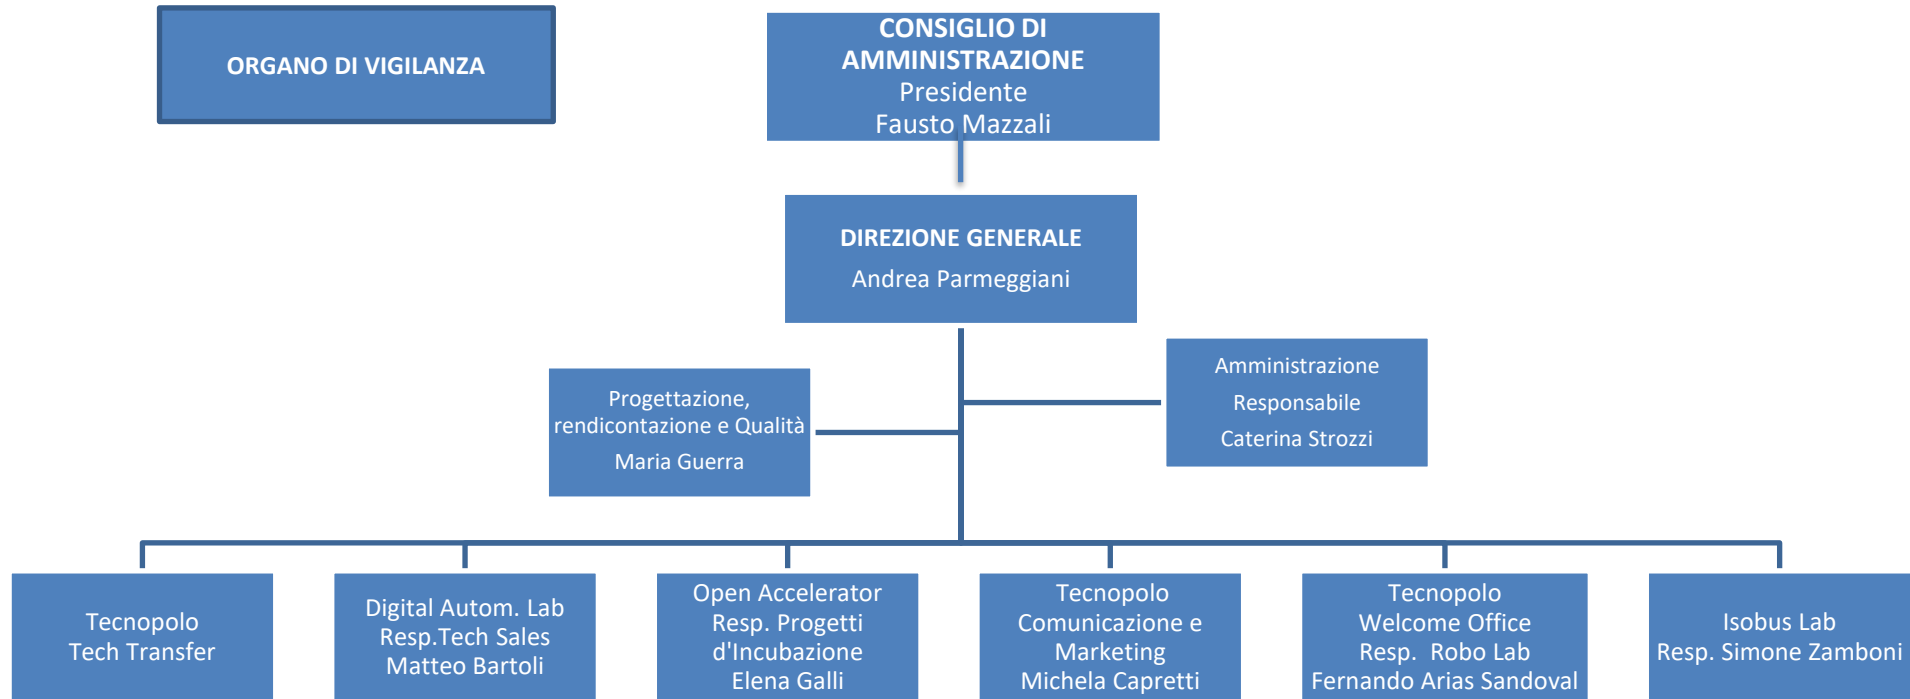 ORGANO DI VIGILANZA
CONSIGLIO DI
AMMINISTRAZIONE
Presidente
Fausto Mazzali
DIREZIONE GENERALE
Andrea Parmeggiani
Progettazione,
rendicontazione e Qualità
Maria Guerra
Amministrazione
Responsabile
Caterina Strozzi
Tecnopolo
Tech Transfer
Digital Autom. Lab
Resp.Tech Sales
Matteo Bartoli
Open Accelerator
Resp. Progetti
d'Incubazione
Elena Galli
Tecnopolo
Comunicazione e
Marketing
Michela Capretti
Tecnopolo
Welcome Office
Resp. Robo Lab
Fernando Arias Sandoval
Isobus Lab
Resp. Simone Zamboni